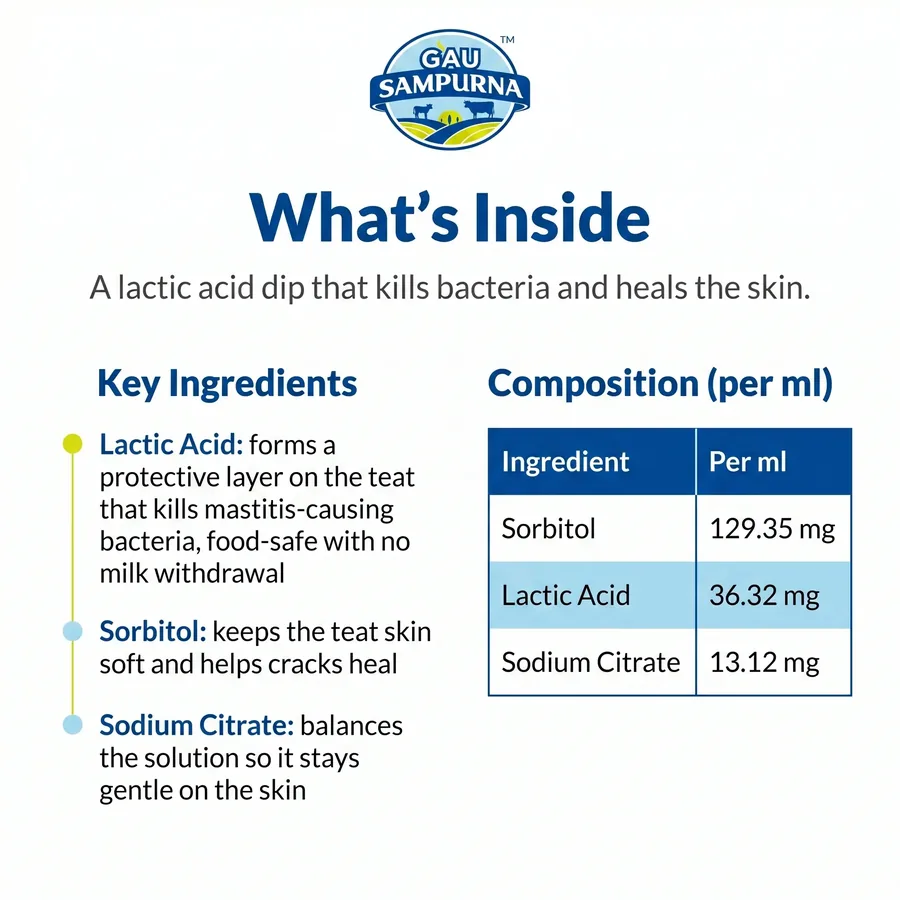 GAU
SAMPURNA
TM
What's Inside
A lactic acid dip that kills bacteria and heals the skin.
Key Ingredients
Lactic Acid: forms a
protective layer on the teat
that kills mastitis-causing
bacteria, food-safe with no
milk withdrawal
Sorbitol: keeps the teat skin
soft and helps cracks heal
Sodium Citrate: balances
the solution so it stays
gentle on the skin
Composition (per ml)
Ingredient Per ml
Sorbitol 129.35 mg
Lactic Acid 36.32 mg
Sodium Citrate 13.12 mg